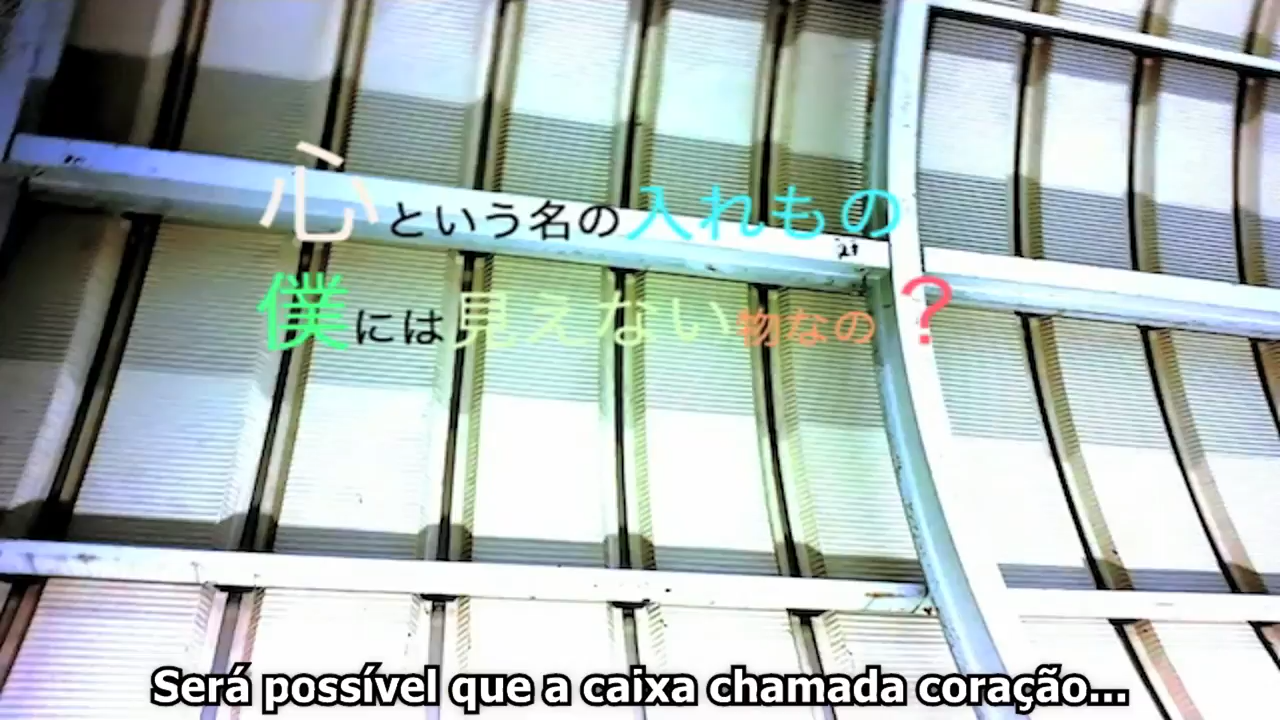 心という名の入れもの
僕には見えない物なの？
Será possível que a caixa chamada coração...